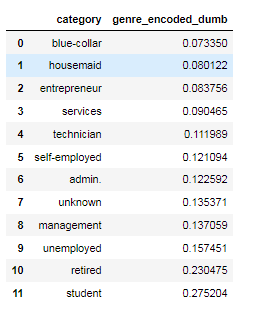 category genre_encoded_dumb
0 blue-collar 0.073350
1 housemaid 0.080122
2 entrepreneur 0.083756
3 services 0.090465
4 technician 0.111989
5 self-employed 0.121094
6 admin. 0.122592
7 unknown 0.135371
8 management 0.137059
9 unemployed 0.157451
10 retired 0.230475
11 student 0.275204